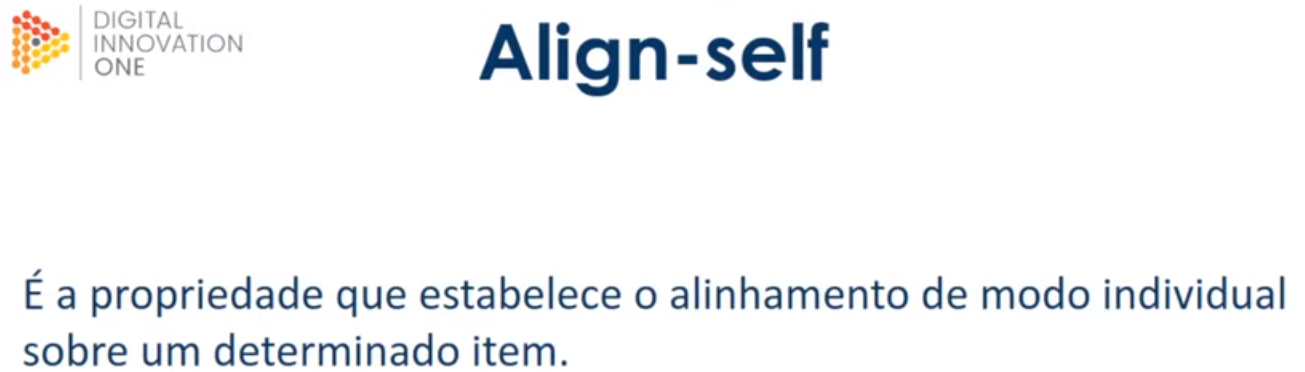 DIGITAL
INNOVATION
ONE
Align-self
É a propriedade que estabelece o alinhamento de modo individual
sobre um determinado item.